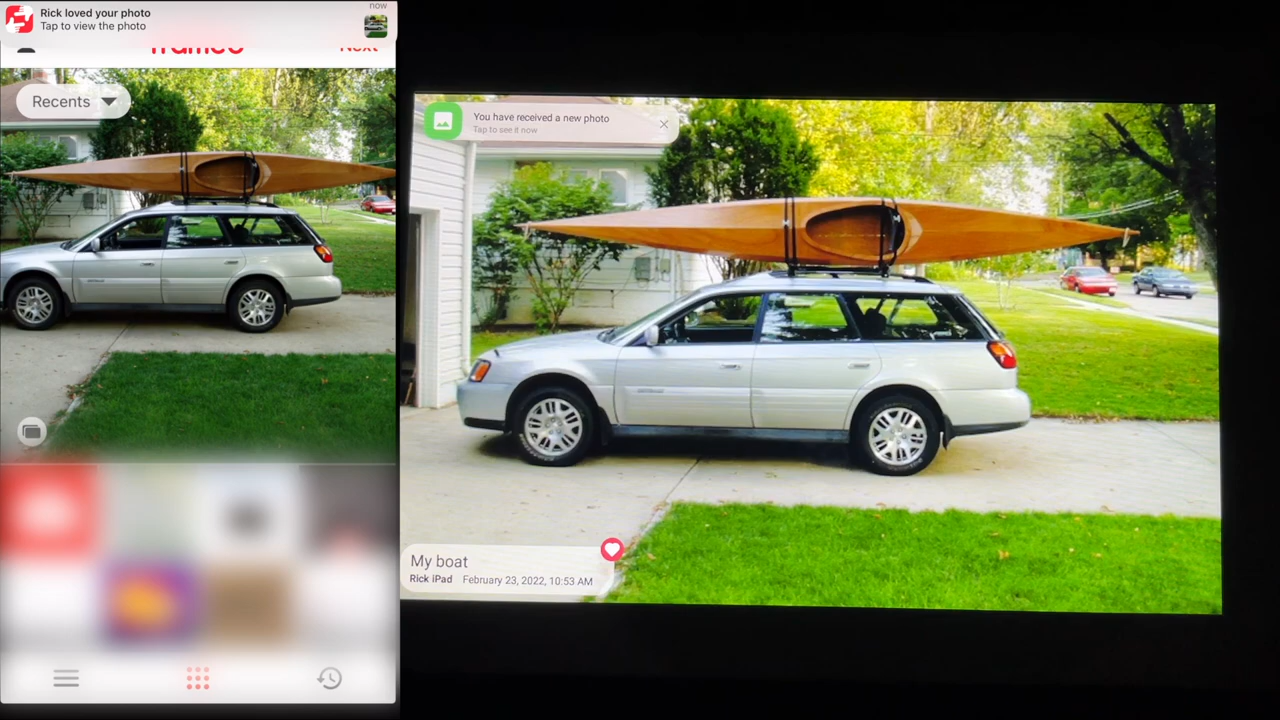 Rick loved your photo
now
Tap to view the photo
frameo
Next
Recents
You have received a new photo
Tap to see it now
My boat
Rick iPad February 23, 2022, 10:53 AM